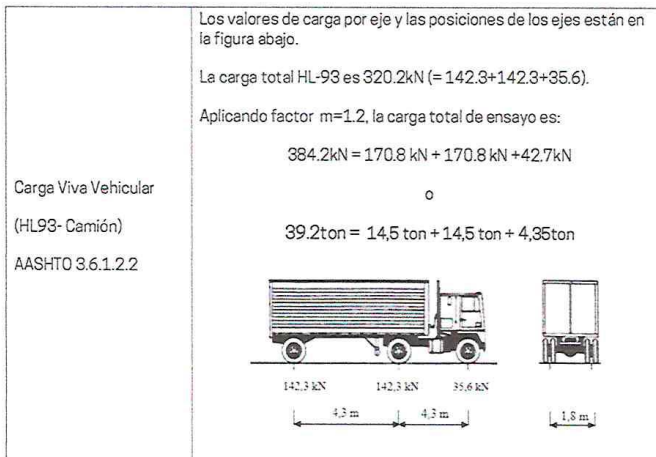 Los valores de carga por eje y las posiciones de los ejes están en
la figura abajo.
La carga total HL-93 es 320.2kN (= 142.3+142.3+35.6).
Aplicando factor m=1.2, la carga total de ensayo es:
384.2kN = 170.8 kN + 170.8 kN +42.7kN
o
39.2ton = 14,5 ton + 14,5 ton + 4,35ton
Carga Viva Vehicular
(HL93- Camión)
AASHTO 3.6.1.2.2
142,3 kN 142,3 kN 35,6 kN
4,3 m 4,3 m 1,8 m